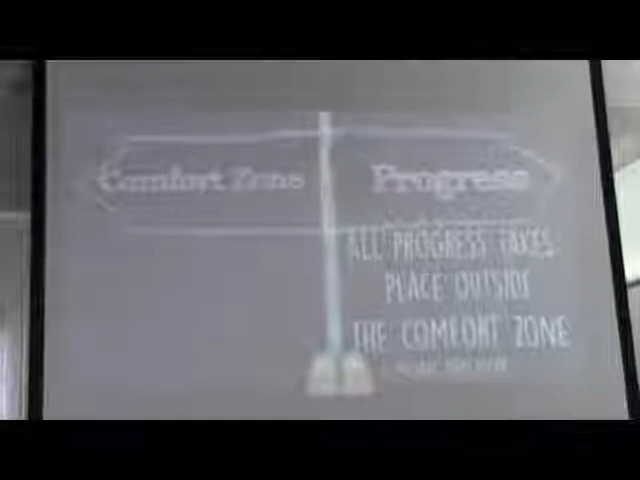 Comfort Zone
Progress
ALL PROGRESS TAKES
PLACE OUTSIDE
THE COMFORT ZONE